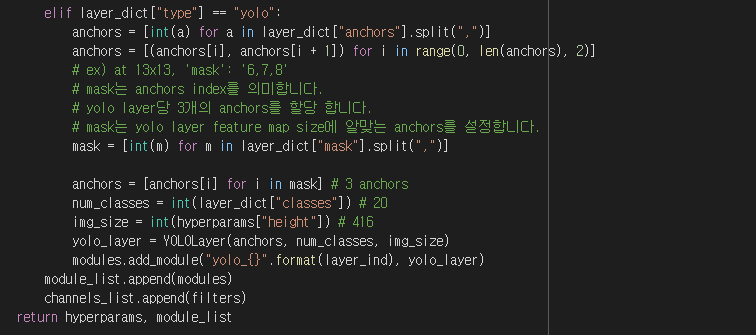 elif layer_dict["type"] == "yolo":
anchors = [int(a) for a in layer_dict["anchors"].split(",")]
anchors = [(anchors[i], anchors[i + 1]) for i in range(0, len(anchors), 2)]
# ex) at 13x13, 'mask': '6,7,8'
# mask는 anchors index를 의미합니다.
# yolo layer당 3개의 anchors를 할당 합니다.
# mask는 yolo layer feature map size에 알맞는 anchors를 설정합니다.
mask = [int(m) for m in layer_dict["mask"].split(",")]
anchors = [anchors[i] for i in mask] # 3 anchors
num_classes = int(layer_dict["classes"]) # 20
img_size = int(hyperparams["height"]) # 416
yolo_layer = YOLOLayer(anchors, num_classes, img_size)
modules.add_module("yolo_{}".format(layer_ind), yolo_layer)
module_list.append(modules)
channels_list.append(filters)
return hyperparams, module_list